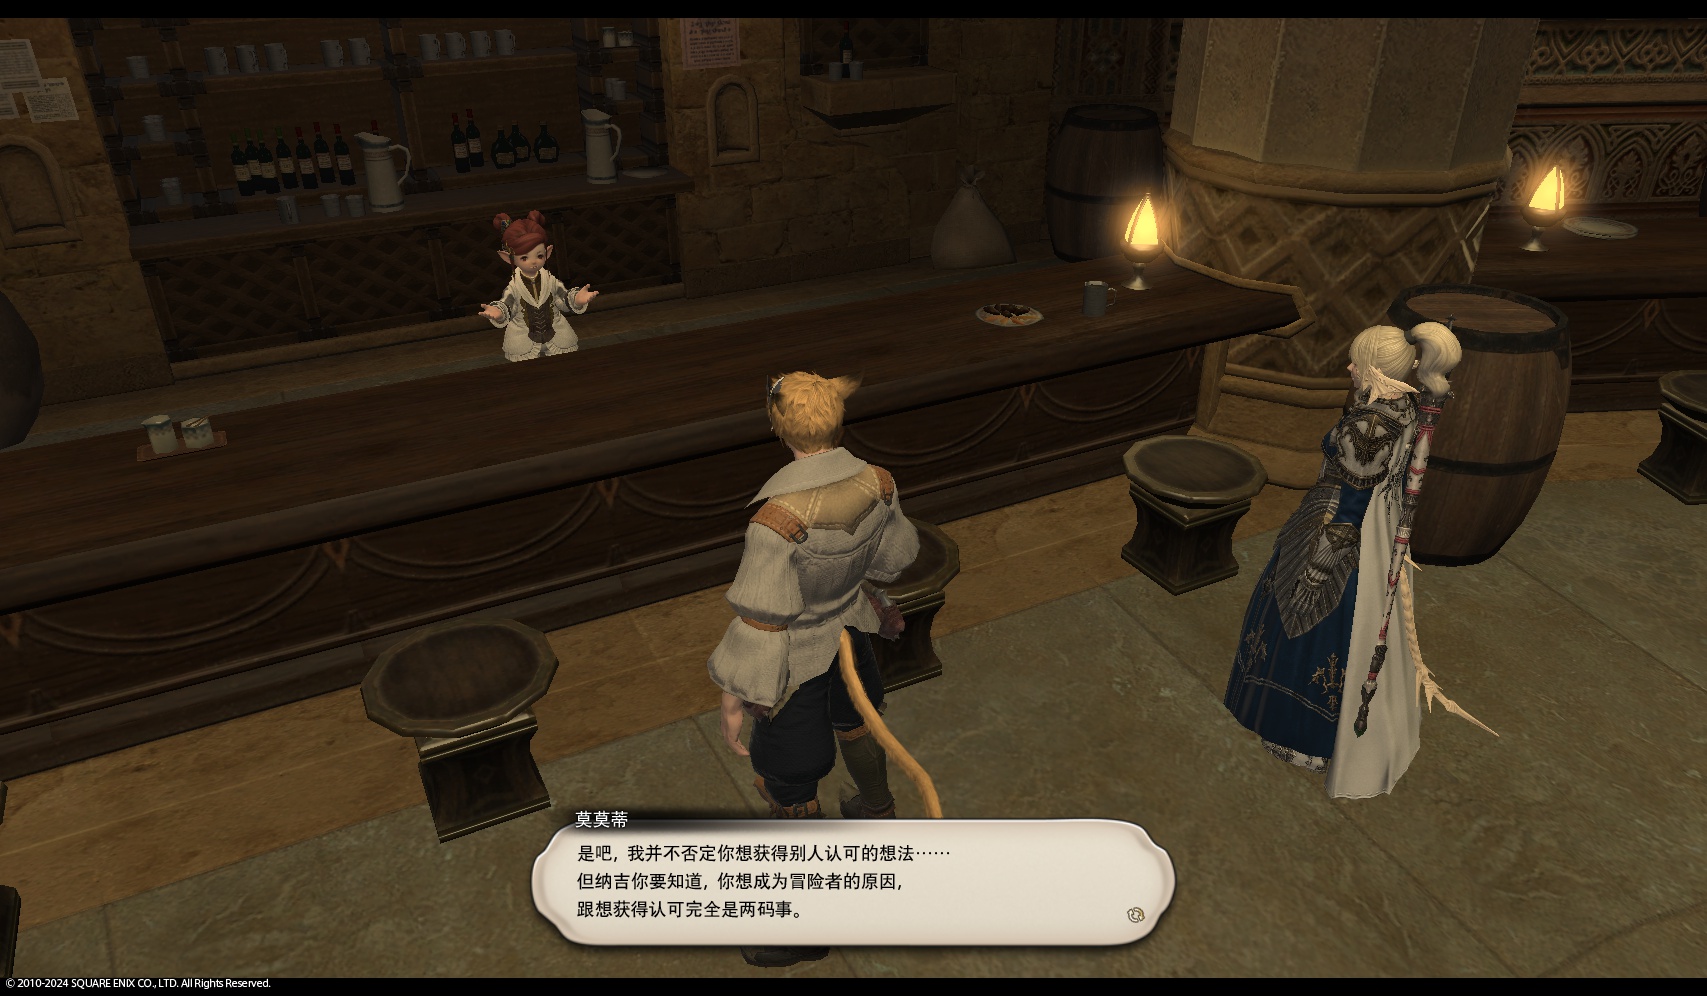 莫莫蒂
是吧，我并不否定你想获得别人认可的想法……
但纳吉你要知道，你想成为冒险者的原因，
跟想获得认可完全是两码事。
© 2010-2024 SQUARE ENIX CO., LTD. All Rights Reserved.